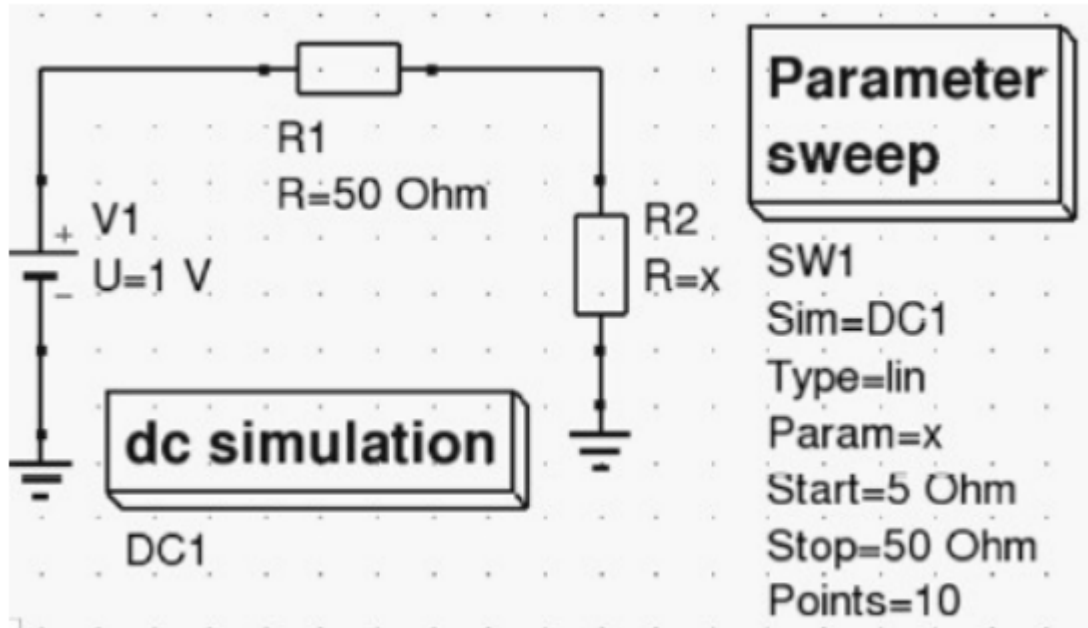 R1
R=50 Ohm
V1
U=1 V
+
−
R2
R=x
dc simulation
DC1
Parameter
sweep
SW1
Sim=DC1
Type=lin
Param=x
Start=5 Ohm
Stop=50 Ohm
Points=10